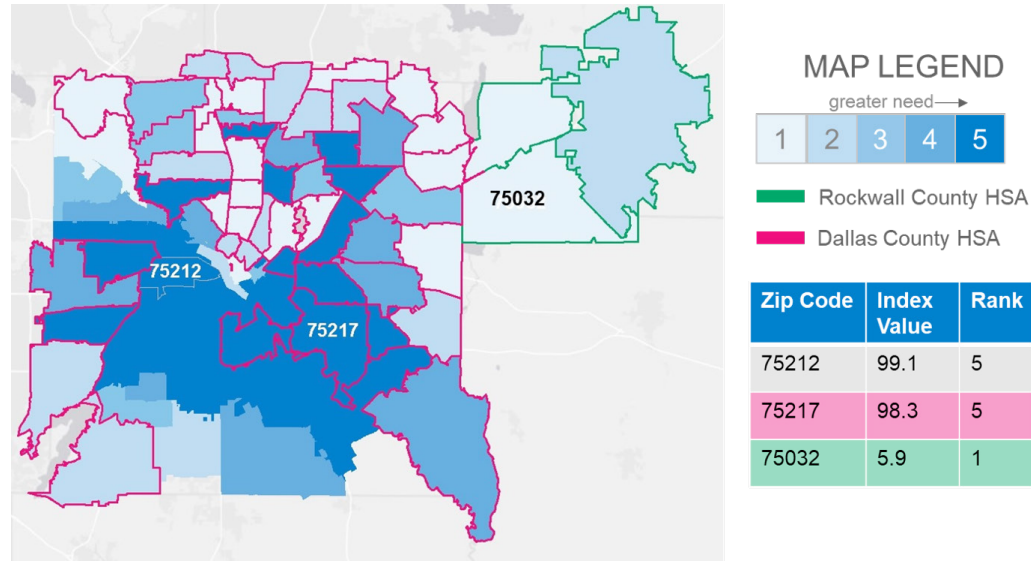 75032
75212
75217
MAP LEGEND
greater need→
1 2 3 4 5
Rockwall County HSA
Dallas County HSA
Zip Code Index Value Rank
75212 99.1 5
75217 98.3 5
75032 5.9 1